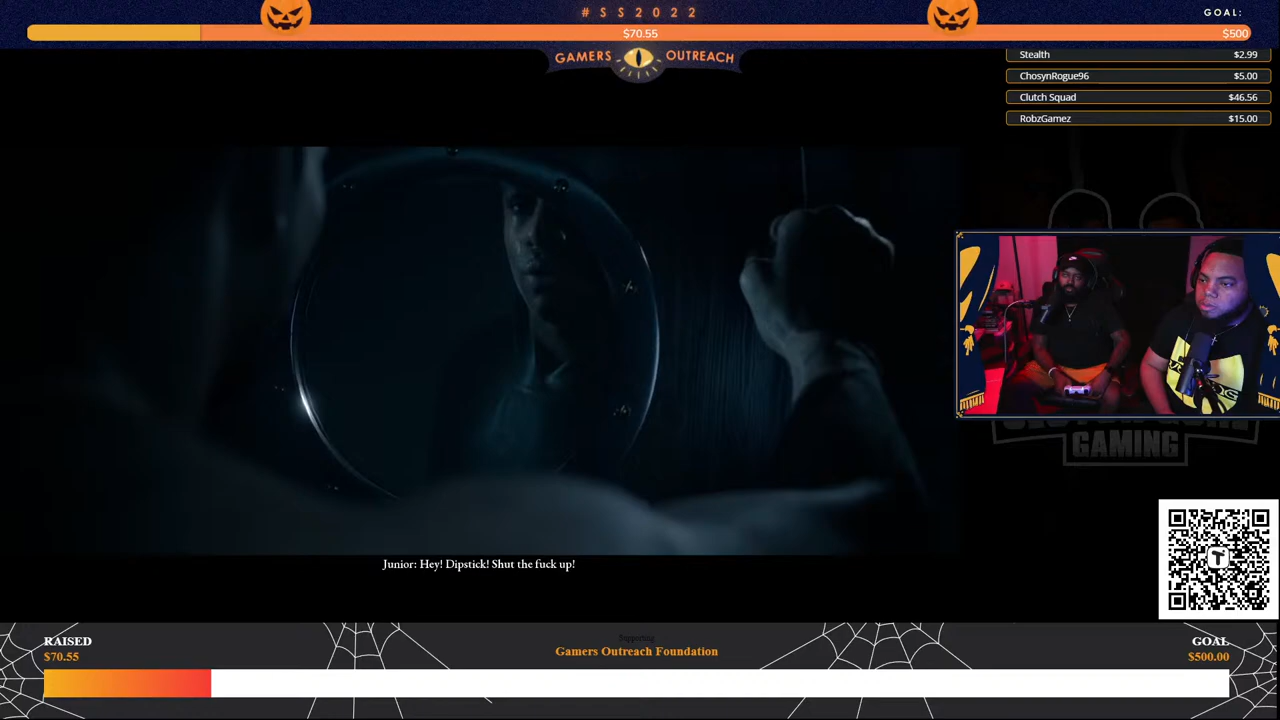 #SS2022
GOAL:
$70.55
$500
GAMERS OUTREACH
Stealth $2.99
ChosynRogue96 $5.00
Clutch Squad $46.56
RobzGamez $15.00
GAMING
Junior: Hey! Dipstick! Shut the fuck up!
RAISED
$70.55
Supporting
Gamers Outreach Foundation
GOAL
$500.00